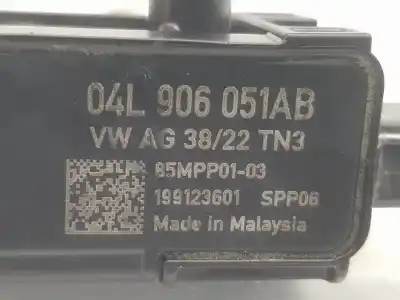 04L 906 051AB
VW AG 38/22 TN3
85MPP01-03
199123601 SPP06
Made in Malaysia